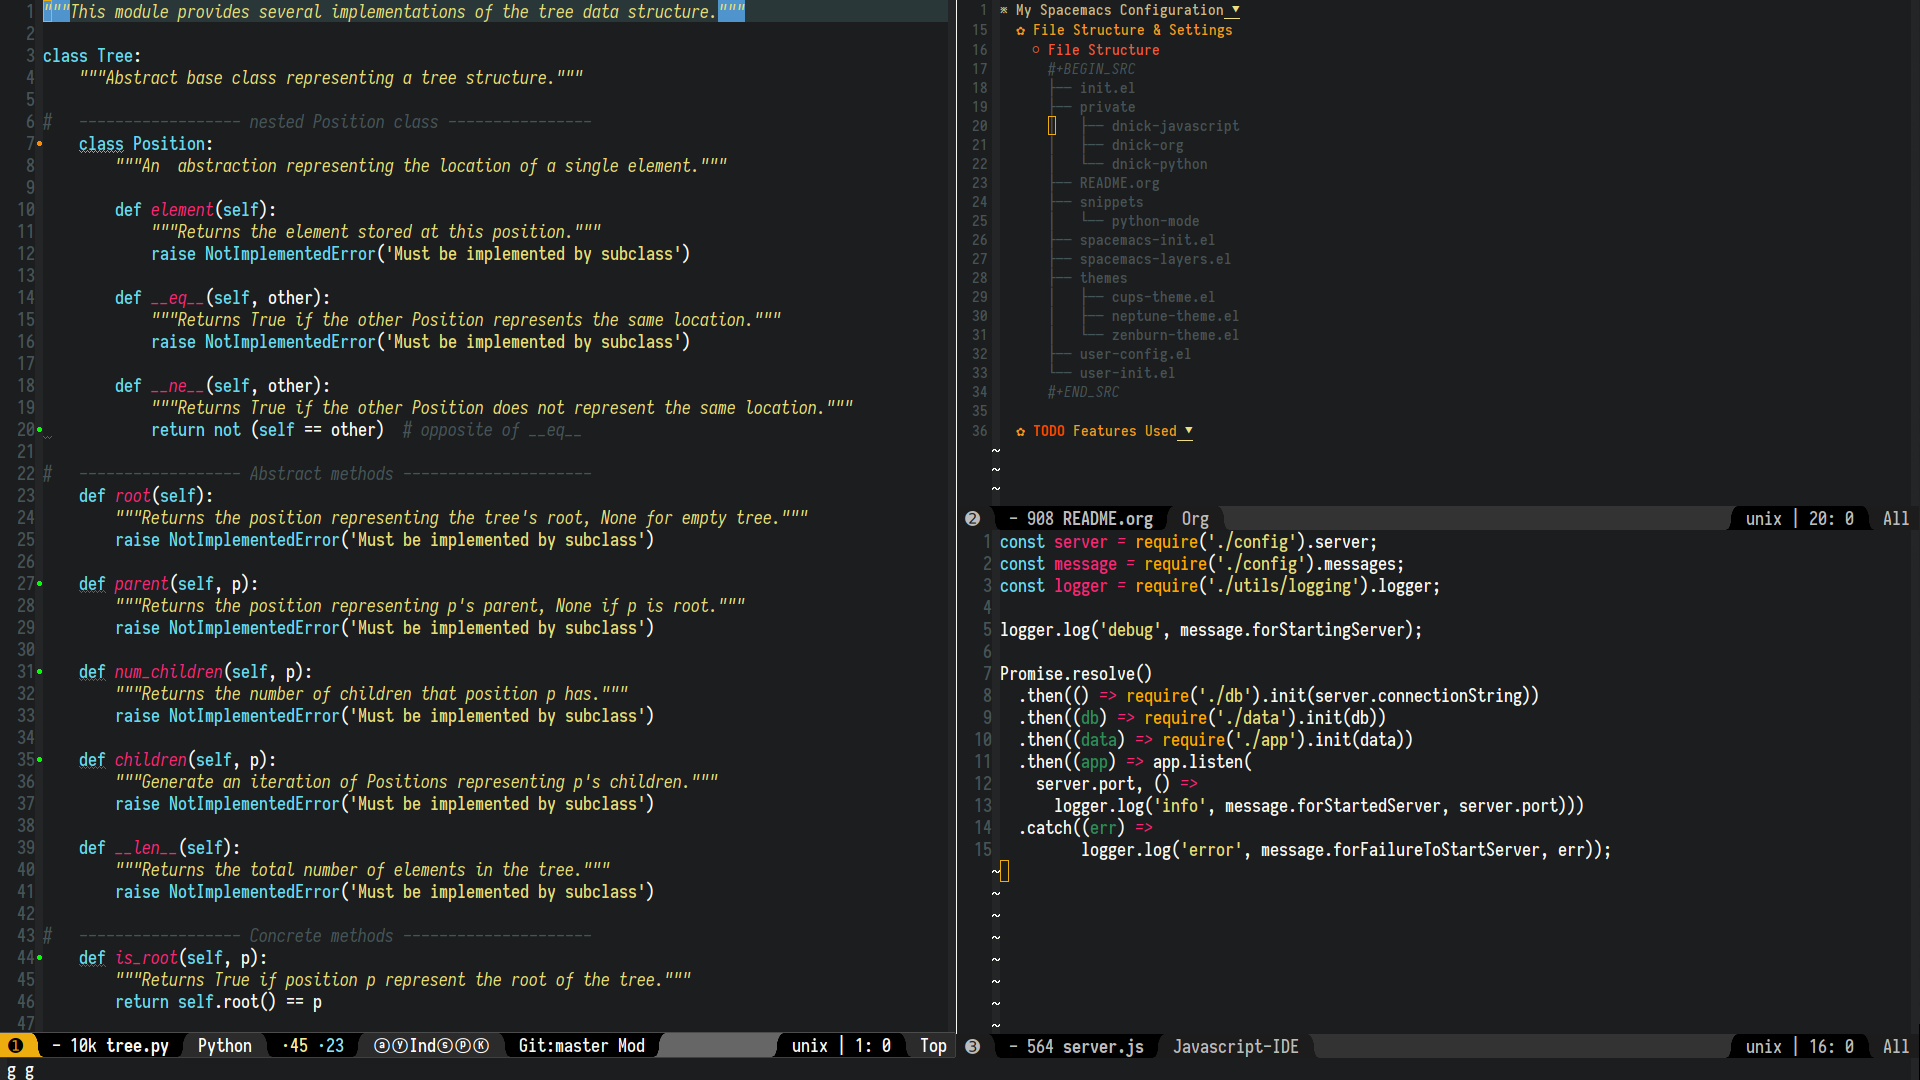 1 """This module provides several implementations of the tree data structure."""
2
3 class Tree:
4     """Abstract base class representing a tree structure."""
5
6 #   ------------------ nested Position class ----------------
7     class Position:
8         """An  abstraction representing the location of a single element."""
9
10         def element(self):
11             """Returns the element stored at this position."""
12             raise NotImplementedError('Must be implemented by subclass')
13
14         def __eq__(self, other):
15             """Returns True if the other Position represents the same location."""
16             raise NotImplementedError('Must be implemented by subclass')
17
18         def __ne__(self, other):
19             """Returns True if the other Position does not represent the same location."""
20             return not (self == other)  # opposite of __eq__
21
22 #   ------------------ Abstract methods ---------------------
23     def root(self):
24         """Returns the position representing the tree's root, None for empty tree."""
25         raise NotImplementedError('Must be implemented by subclass')
26
27     def parent(self, p):
28         """Returns the position representing p's parent, None if p is root."""
29         raise NotImplementedError('Must be implemented by subclass')
30
31     def num_children(self, p):
32         """Returns the number of children that position p has."""
33         raise NotImplementedError('Must be implemented by subclass')
34
35     def children(self, p):
36         """Generate an iteration of Positions representing p's children."""
37         raise NotImplementedError('Must be implemented by subclass')
38
39     def __len__(self):
40         """Returns the total number of elements in the tree."""
41         raise NotImplementedError('Must be implemented by subclass')
42
43 #   ------------------ Concrete methods ---------------------
44     def is_root(self, p):
45         """Returns True if position p represent the root of the tree."""
46         return self.root() == p
47
❶ - 10k tree.py Python ·45 ·23 ⓐⓨIndⓢⓟⓚ Git:master Mod unix | 1: 0 Top
g g
1 ※ My Spacemacs Configuration ▼
15   ✿ File Structure & Settings
16     ○ File Structure
17       #+BEGIN_SRC
18       ├── init.el
19       ├── private
20       │   ├── dnick-javascript
21       │   ├── dnick-org
22       │   └── dnick-python
23       ├── README.org
24       ├── snippets
25       │   └── python-mode
26       ├── spacemacs-init.el
27       ├── spacemacs-layers.el
28       ├── themes
29       │   ├── cups-theme.el
30       │   ├── neptune-theme.el
31       │   └── zenburn-theme.el
32       ├── user-config.el
33       └── user-init.el
34       #+END_SRC
35
36   ✿ TODO Features Used ▼
~
~
~
❷ - 908 README.org Org unix | 20: 0 All
1 const server = require('./config').server;
2 const message = require('./config').messages;
3 const logger = require('./utils/logging').logger;
4
5 logger.log('debug', message.forStartingServer);
6
7 Promise.resolve()
8   .then(() => require('./db').init(server.connectionString))
9   .then((db) => require('./data').init(db))
10   .then((data) => require('./app').init(data))
11   .then((app) => app.listen(
12     server.port, () =>
13       logger.log('info', message.forStartedServer, server.port)))
14   .catch((err) =>
15          logger.log('error', message.forFailureToStartServer, err));
~
~
~
~
~
~
~
~
❸ - 564 server.js Javascript-IDE unix | 16: 0 All